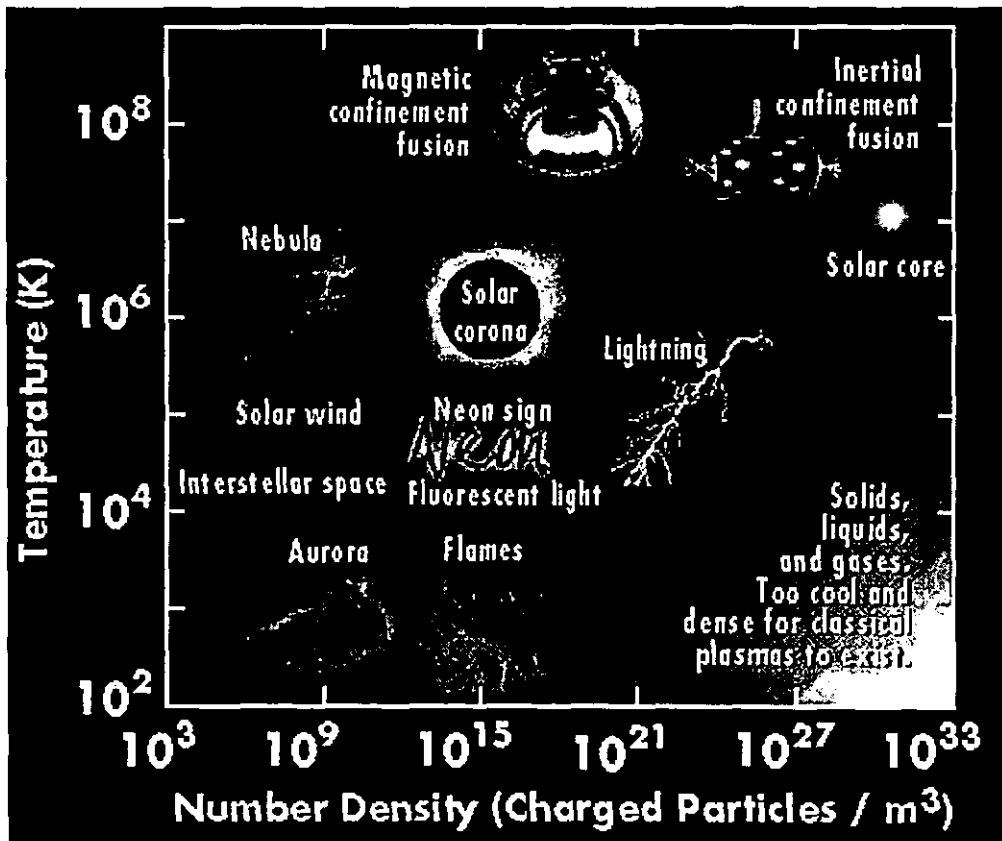 Magnetic
confinement
fusion
Inertial
confinement
fusion
10⁸
Nebula
Solar core
10⁶
Solar
corona
Lightning
Solar wind
Neon sign
Neon
Interstellar space
Fluorescent light
10⁴
Solids,
liquids,
and gases.
Too cool and
dense for classical
plasmas to exist.
Aurora
Flames
10²
Temperature (K)
10³ 10⁹ 10¹⁵ 10²¹ 10²⁷ 10³³
Number Density (Charged Particles / m³)